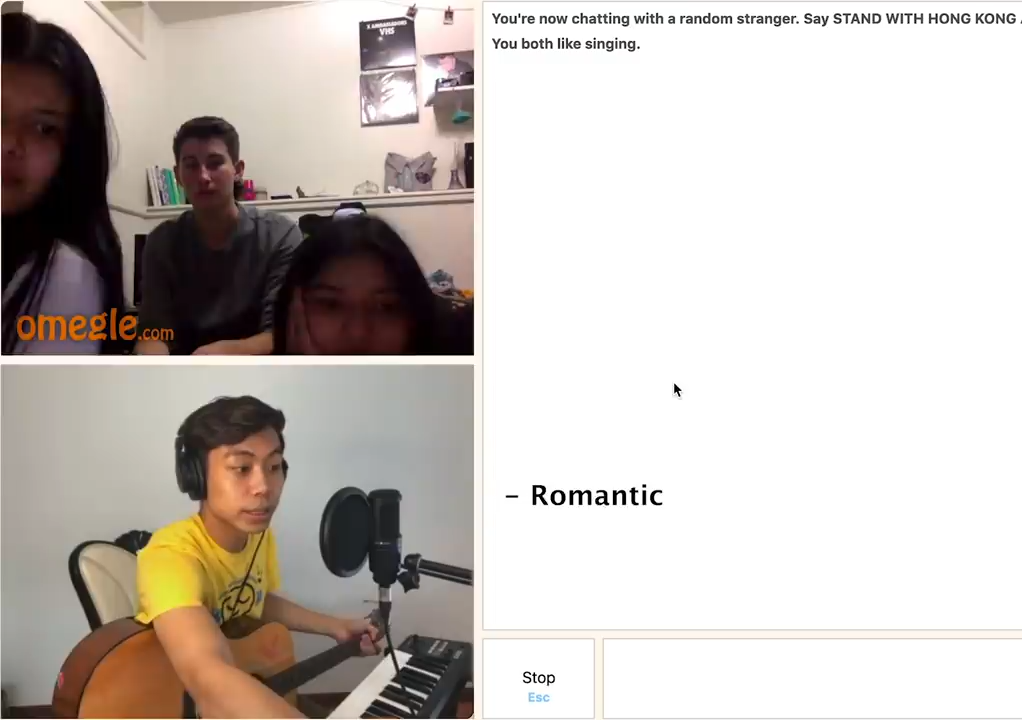 X AMBASSADORS
VHS
omegle.com
You're now chatting with a random stranger. Say STAND WITH HONG KONG
You both like singing.
- Romantic
Stop
Esc